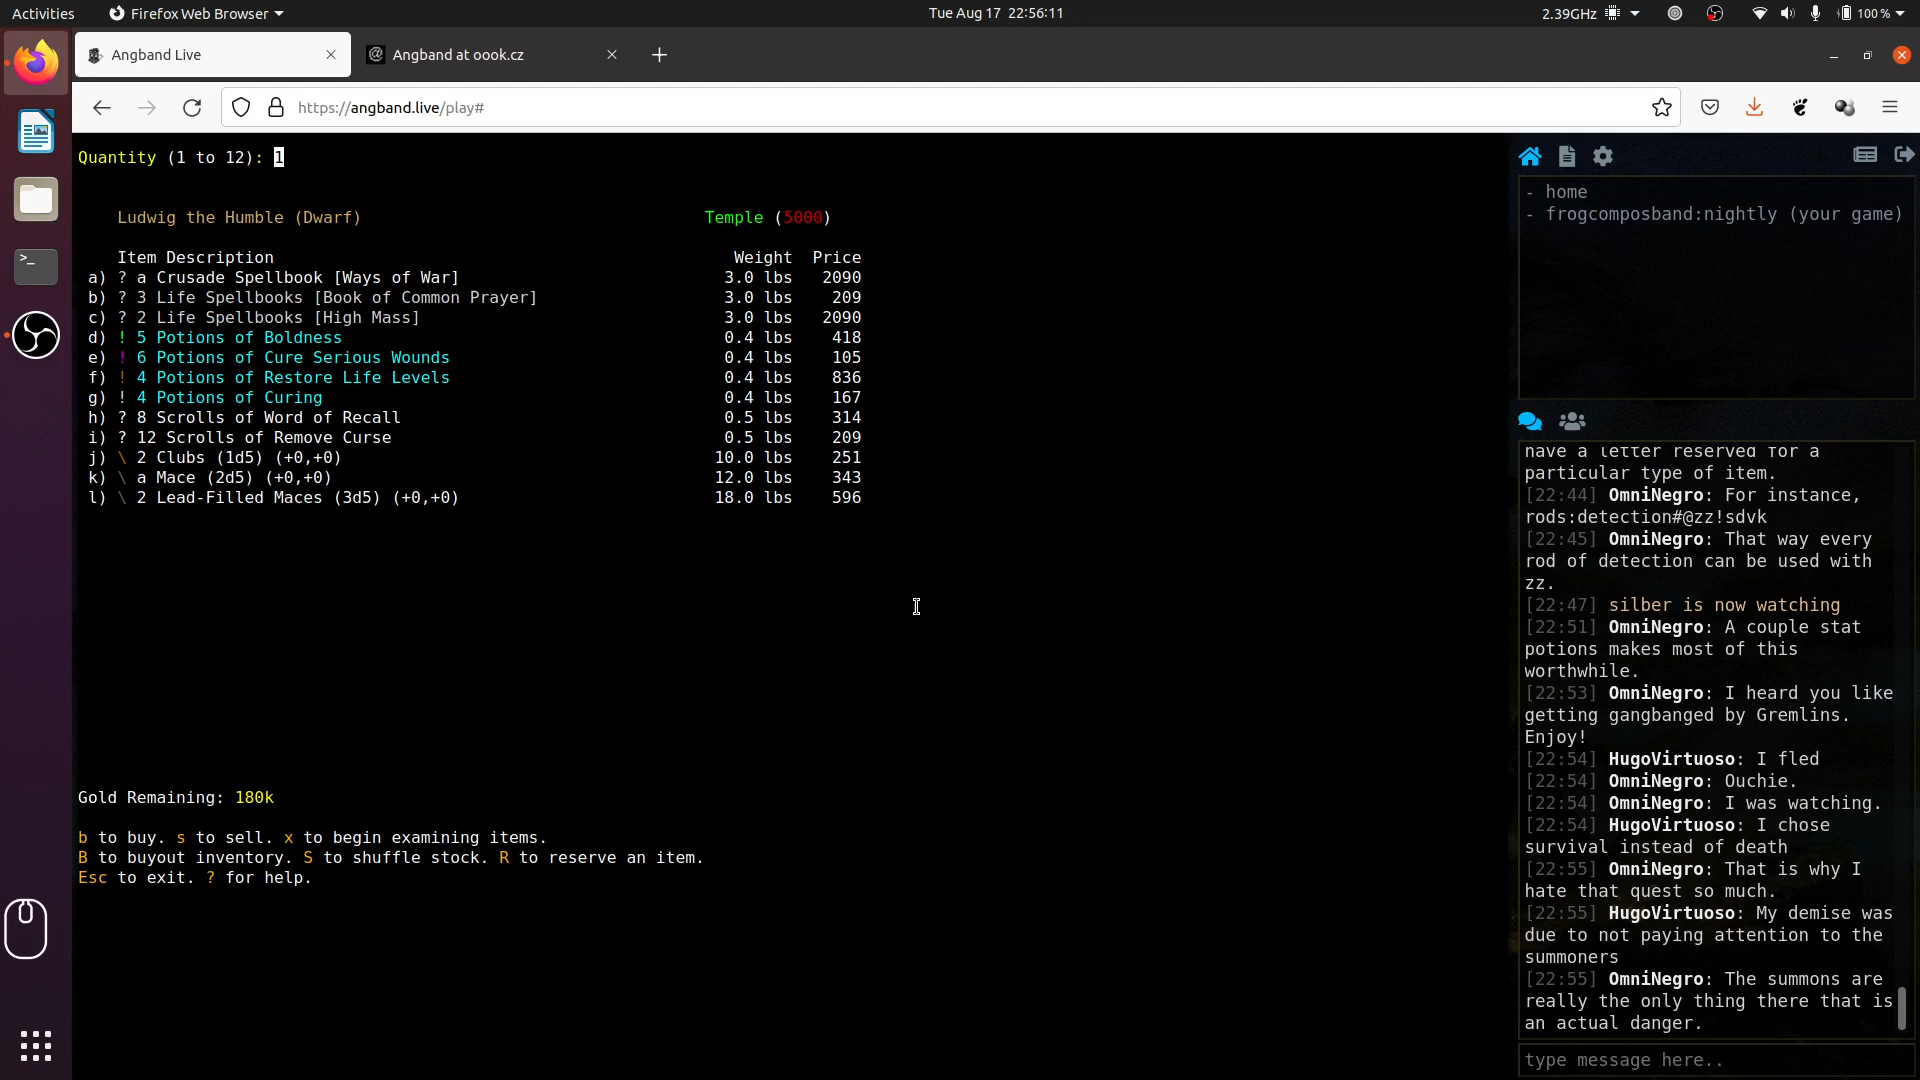 Activities
Firefox Web Browser
Tue Aug 17 22:56:11
2.39GHz
100 %
Angband Live
Angband at oook.cz
https://angband.live/play#
Quantity (1 to 12): 1
Ludwig the Humble (Dwarf) Temple (5000)
Item Description Weight Price
a) ? a Crusade Spellbook [Ways of War] 3.0 lbs 2090
b) ? 3 Life Spellbooks [Book of Common Prayer] 3.0 lbs 209
c) ? 2 Life Spellbooks [High Mass] 3.0 lbs 2090
d) ! 5 Potions of Boldness 0.4 lbs 418
e) ! 6 Potions of Cure Serious Wounds 0.4 lbs 105
f) ! 4 Potions of Restore Life Levels 0.4 lbs 836
g) ! 4 Potions of Curing 0.4 lbs 167
h) ? 8 Scrolls of Word of Recall 0.5 lbs 314
i) ? 12 Scrolls of Remove Curse 0.5 lbs 209
j) \ 2 Clubs (1d5) (+0,+0) 10.0 lbs 251
k) \ a Mace (2d5) (+0,+0) 12.0 lbs 343
l) \ 2 Lead-Filled Maces (3d5) (+0,+0) 18.0 lbs 596
Gold Remaining: 180k
b to buy. s to sell. x to begin examining items.
B to buyout inventory. S to shuffle stock. R to reserve an item.
Esc to exit. ? for help.
- home
- frogcomposband:nightly (your game)
have a letter reserved for a
particular type of item.
[22:44] OmniNegro: For instance,
rods:detection#@zz!sdvk
[22:45] OmniNegro: That way every
rod of detection can be used with
zz.
[22:47] silber is now watching
[22:51] OmniNegro: A couple stat
potions makes most of this
worthwhile.
[22:53] OmniNegro: I heard you like
getting gangbanged by Gremlins.
Enjoy!
[22:54] HugoVirtuoso: I fled
[22:54] OmniNegro: Ouchie.
[22:54] OmniNegro: I was watching.
[22:54] HugoVirtuoso: I chose
survival instead of death
[22:55] OmniNegro: That is why I
hate that quest so much.
[22:55] HugoVirtuoso: My demise was
due to not paying attention to the
summoners
[22:55] OmniNegro: The summons are
really the only thing there that is
an actual danger.
type message here..